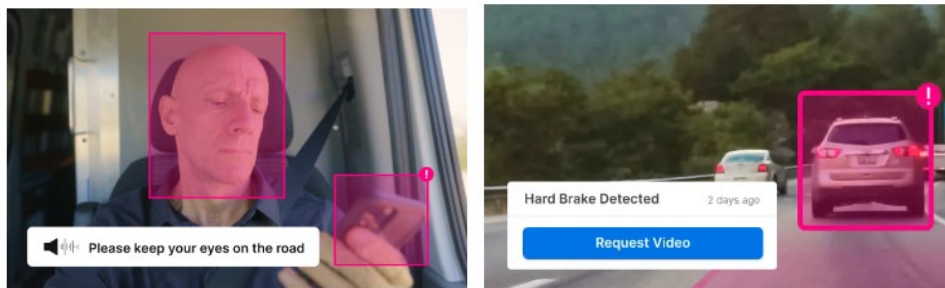 Please keep your eyes on the road
Hard Brake Detected
2 days ago
Request Video